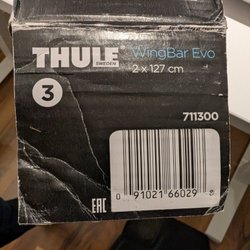 THULE
SWEDEN
WingBar Evo
2 x 127 cm
3
711300
EAC
0 91021 66029